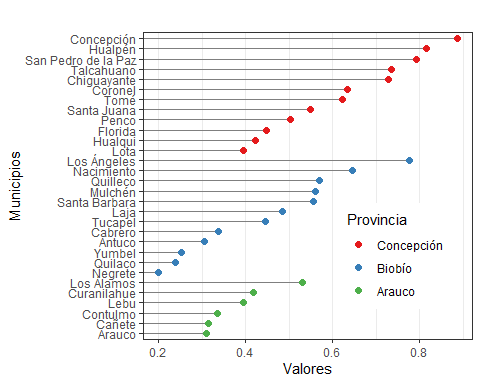 Concepción
Hualpén
San Pedro de la Paz
Talcahuano
Chiguayante
Coronel
Tomé
Santa Juana
Penco
Florida
Hualqui
Lota
Los Ángeles
Nacimiento
Quilleco
Mulchén
Santa Barbara
Laja
Tucapel
Cabrero
Antuco
Yumbel
Quilaco
Negrete
Los Alamos
Curanilahue
Lebu
Contulmo
Cañete
Arauco
Municipios
Provincia
Concepción
Biobío
Arauco
0.2 0.4 0.6 0.8
Valores